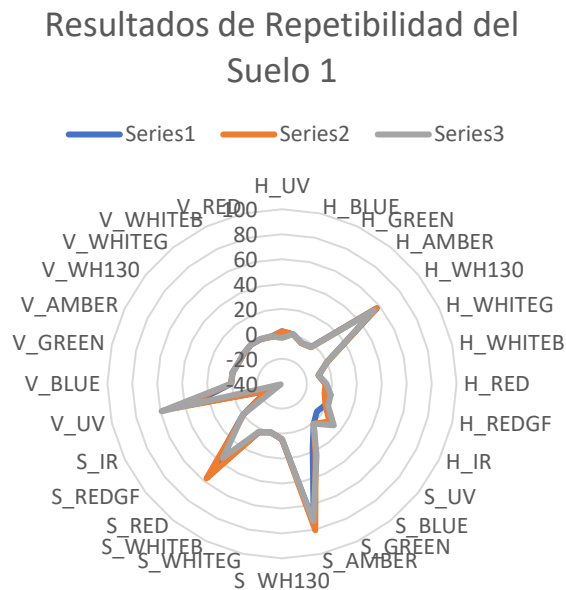 Resultados de Repetibilidad del
Suelo 1
Series1 Series2 Series3
H_UV
H_BLUE
H_GREEN
H_AMBER
H_WH130
H_WHITEG
H_WHITEB
H_RED
H_REDGF
H_IR
S_UV
S_BLUE
S_GREEN
S_AMBER
S_WH130
S_WHITEG
S_WHITEB
S_RED
S_REDGF
S_IR
V_UV
V_BLUE
V_GREEN
V_AMBER
V_WH130
V_WHITEG
V_WHITEB
V_RED
100
80
60
40
20
0
-20
-40